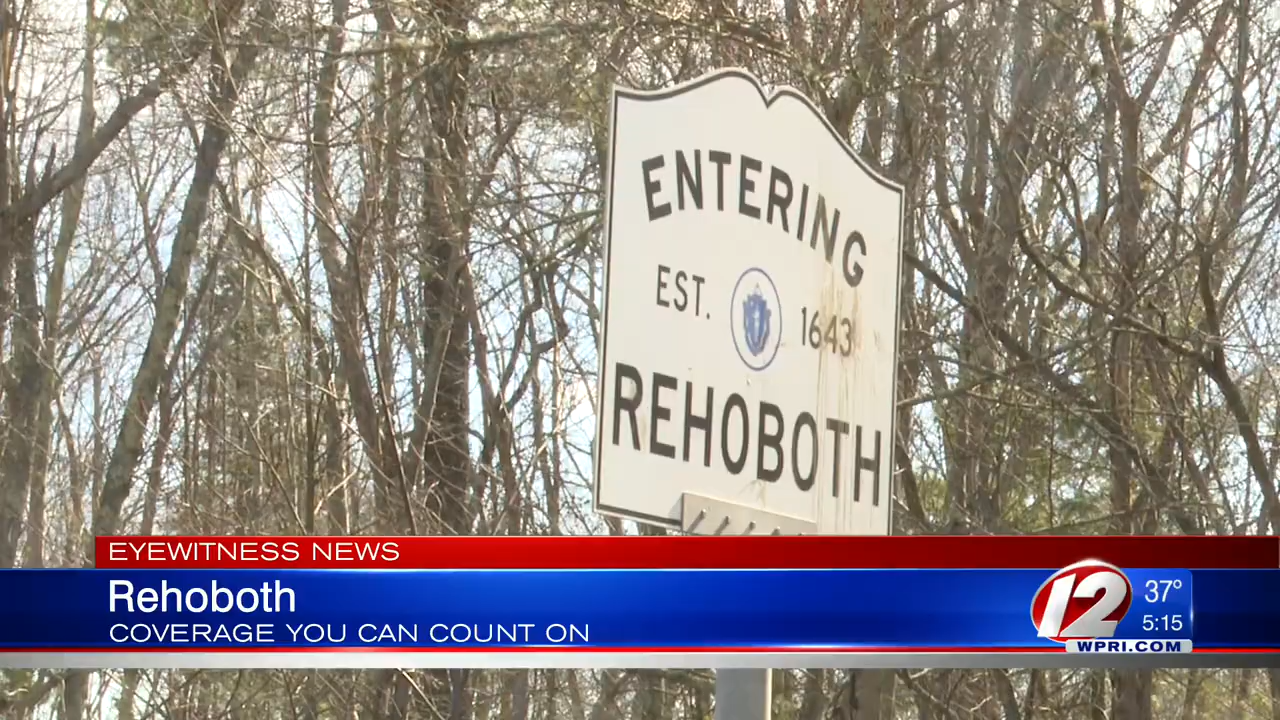 ENTERING
EST. 1643
REHOBOTH
EYEWITNESS NEWS
Rehoboth
COVERAGE YOU CAN COUNT ON
12
37°
5:15
WPRI.COM